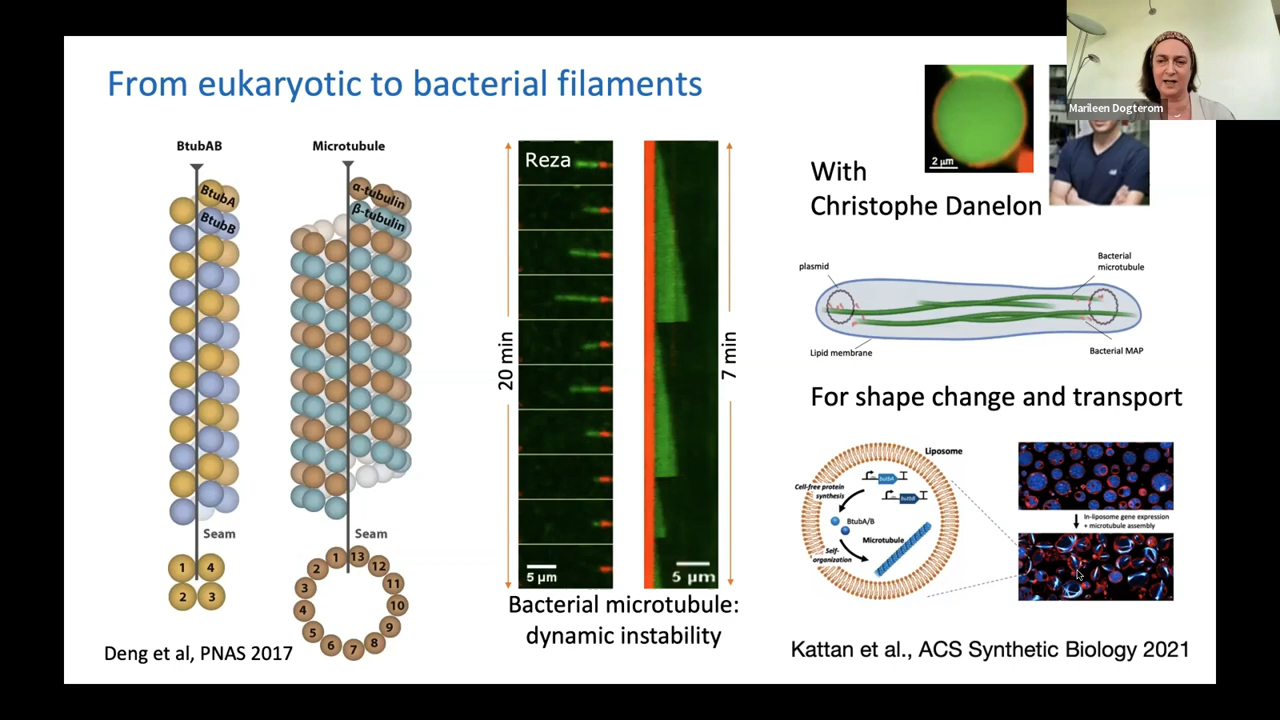 From eukaryotic to bacterial filaments
Marileen Dogterom
BtubAB
Microtubule
BtubA
BtubB
α-tubulin
β-tubulin
Seam
Seam
1 4
2 3
1 13 12 11 10 9 8 7 6 5 4 3 2
Deng et al, PNAS 2017
20 min
Reza
5 μm
7 min
5 μm
Bacterial microtubule:
dynamic instability
2 μm
With
Christophe Danelon
plasmid
Bacterial
microtubule
Lipid membrane
Bacterial MAP
For shape change and transport
Liposome
Cell-free protein
synthesis
BtubA/B
Microtubule
Self-
organization
In-liposome gene expression
+ microtubule assembly
Kattan et al., ACS Synthetic Biology 2021